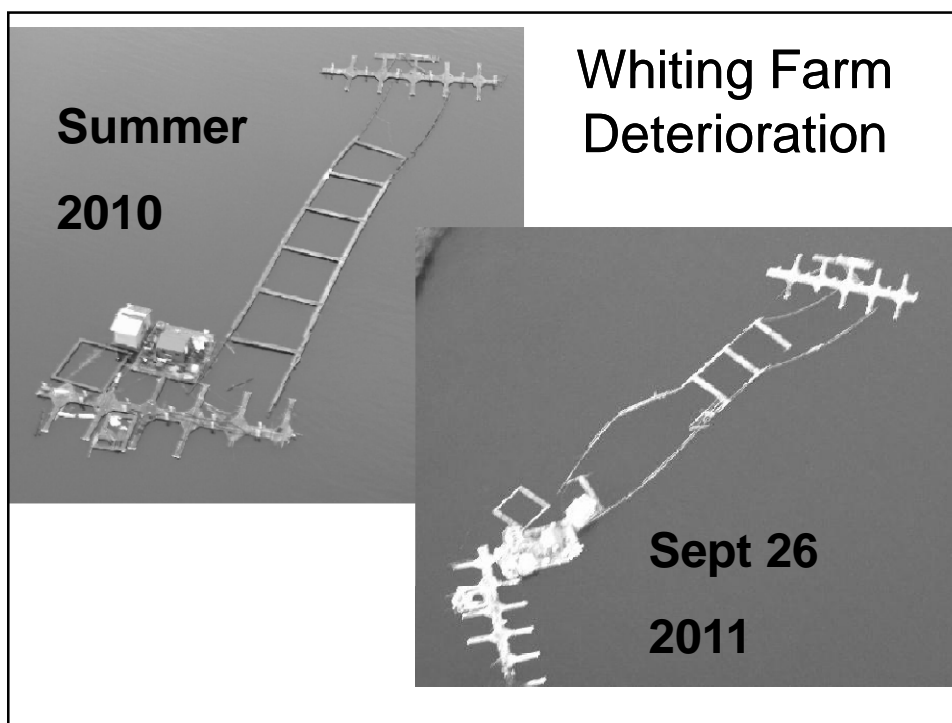 Whiting Farm
Deterioration
Summer
2010
Sept 26
2011